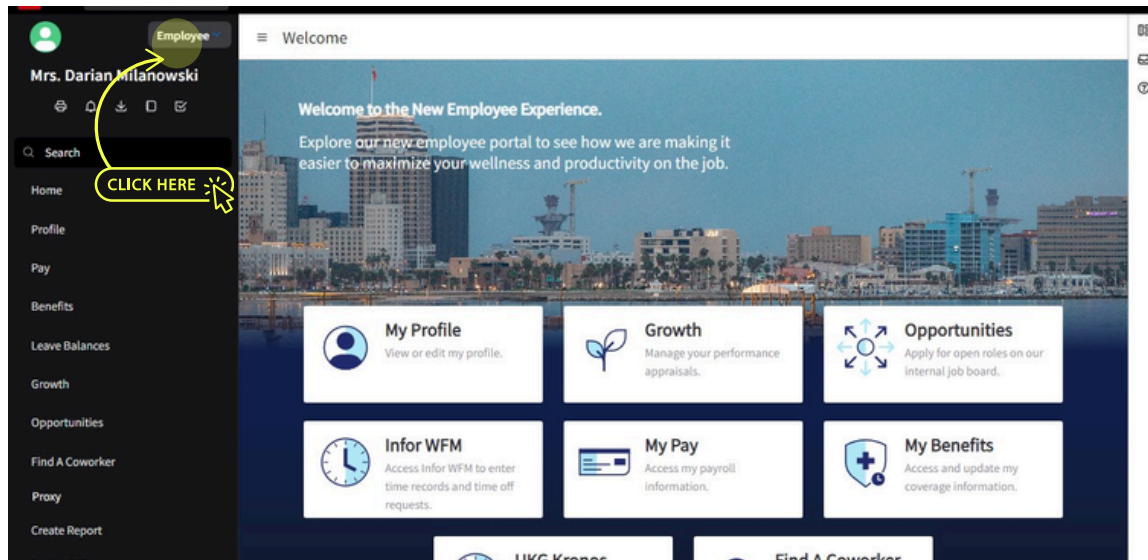 Employee
Mrs. Darian Milanowski
Search
CLICK HERE
Home
Profile
Pay
Benefits
Leave Balances
Growth
Opportunities
Find A Coworker
Proxy
Create Report
Welcome
Welcome to the New Employee Experience.
Explore our new employee portal to see how we are making it
easier to maximize your wellness and productivity on the job.
My Profile
View or edit my profile.
Growth
Manage your performance
appraisals.
Opportunities
Apply for open roles on our
internal job board.
Infor WFM
Access Infor WFM to enter
time records and time off
requests.
My Pay
Access my payroll
information.
My Benefits
Access and update my
coverage information.
UKG Kronos
Find A Coworker